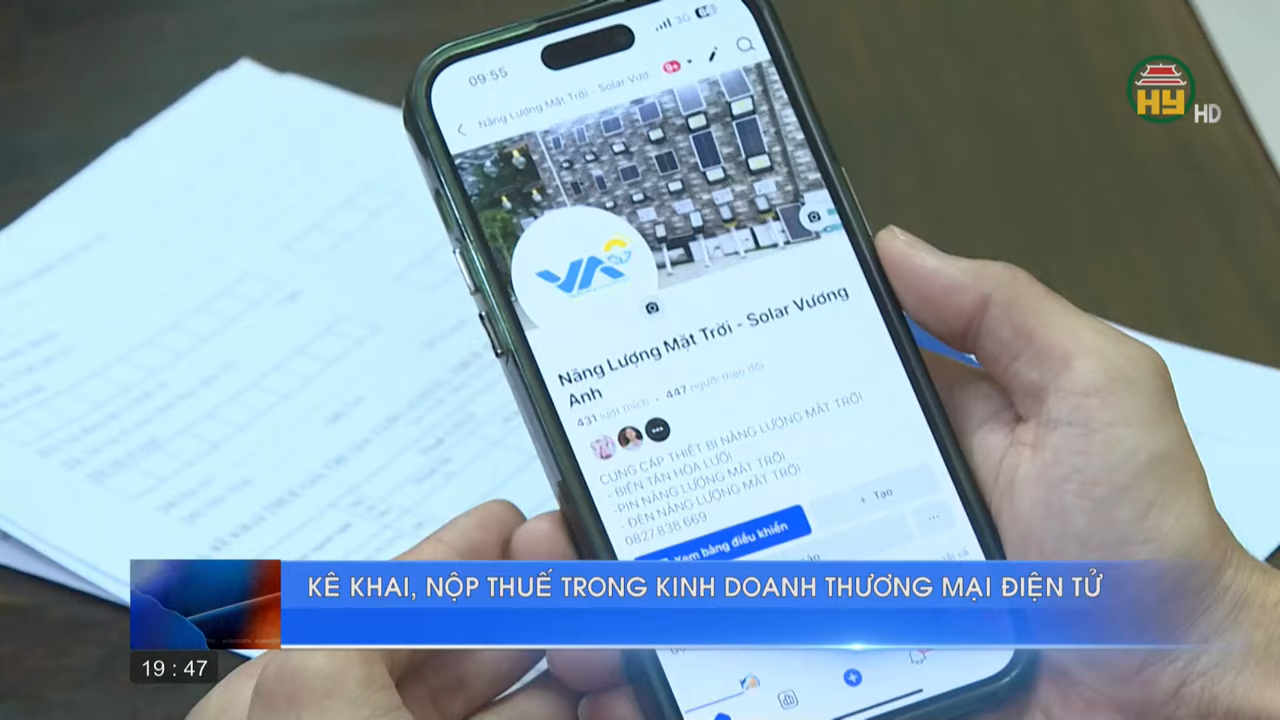 09:55
3G
Năng Lượng Mặt Trời - Solar Vươ
9+
HY HD
VA
Năng Lượng Mặt Trời - Solar Vương
Anh
431 lượt thích • 447 người theo dõi
CUNG CẤP THIẾT BỊ NĂNG LƯỢNG MẶT TRỜI
- BIẾN TẦN HÒA LƯỚI
-PIN NĂNG LƯỢNG MẶT TRỜI
- ĐÈN NĂNG LƯỢNG MẶT TRỜI
0827.838.669
Xem bảng điều khiển
+ Tạo
KÊ KHAI, NỘP THUẾ TRONG KINH DOANH THƯƠNG MẠI ĐIỆN TỬ
19 : 47